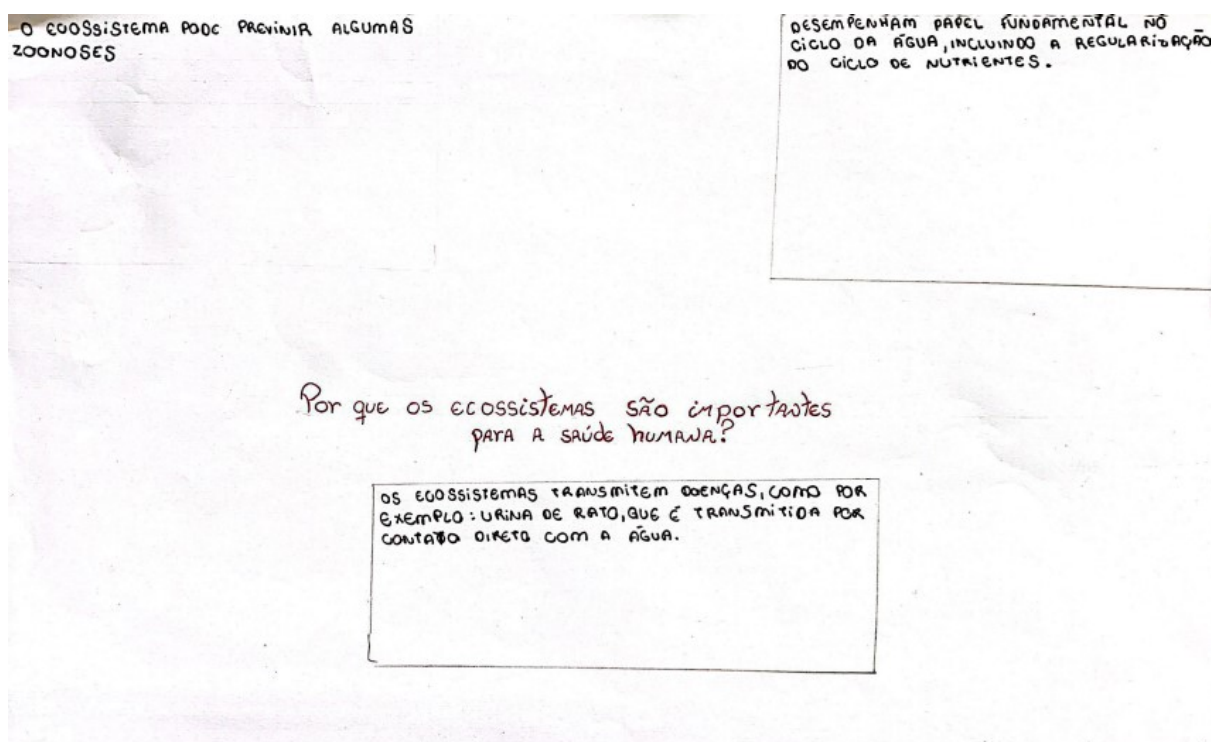 O ECOSSISTEMA PODE PREVINIR ALGUMAS
ZOONOSES
DESEMPENHAM PAPEL FUNDAMENTAL NO
CICLO DA ÁGUA, INCLUINDO A REGULARIZAÇÃO
DO CICLO DE NUTRIENTES.
Por que os ecossistemas são importantes
para a saúde humana?
OS ECOSSISTEMAS TRANSMITEM DOENÇAS, COMO POR
EXEMPLO: URINA DE RATO, QUE É TRANSMITIDA POR
CONTATO DIRETO COM A ÁGUA.